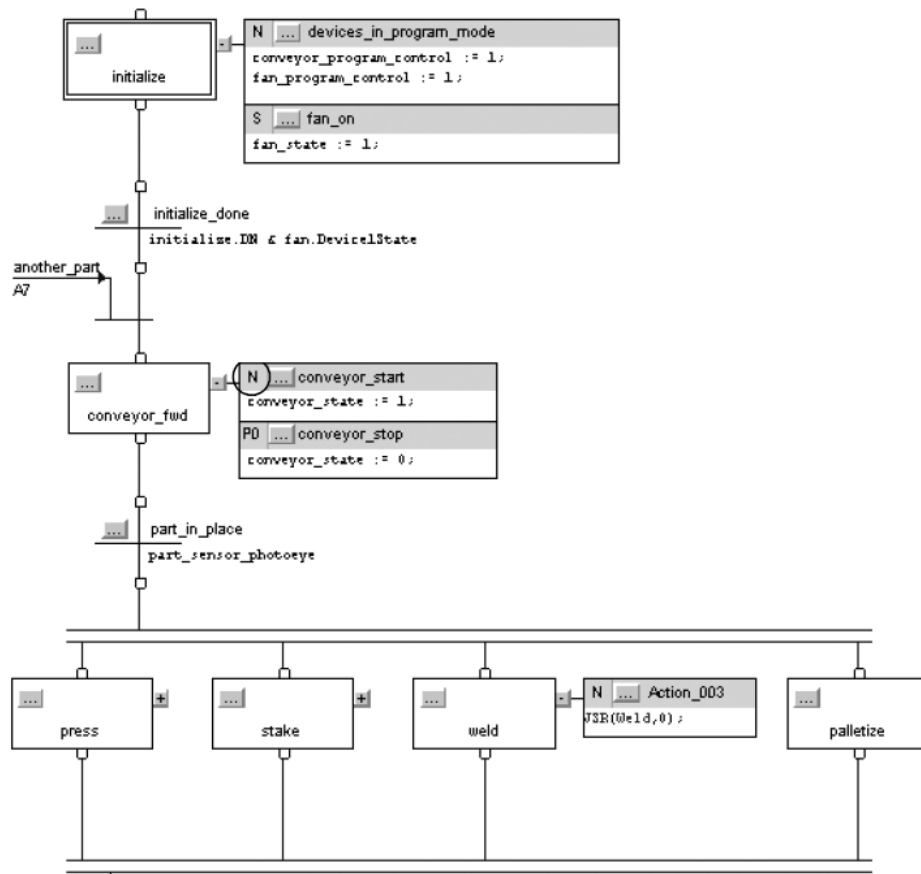 N ... devices_in_program_mode
... conveyor_program_control := 1;
initialize fan_program_control := 1;
S ... fan_on
fan_state := 1;
... initialize_done
initialize.DN & fan.Device1State
another_part
A7
... N ... conveyor_start
conveyor_fwd conveyor_state := 1;
P0 ... conveyor_stop
conveyor_state := 0;
... part_in_place
part_sensor_photoeye
... + ... + ... - N ... Action_003 ...
press stake weld JSR(Weld,0); palletize